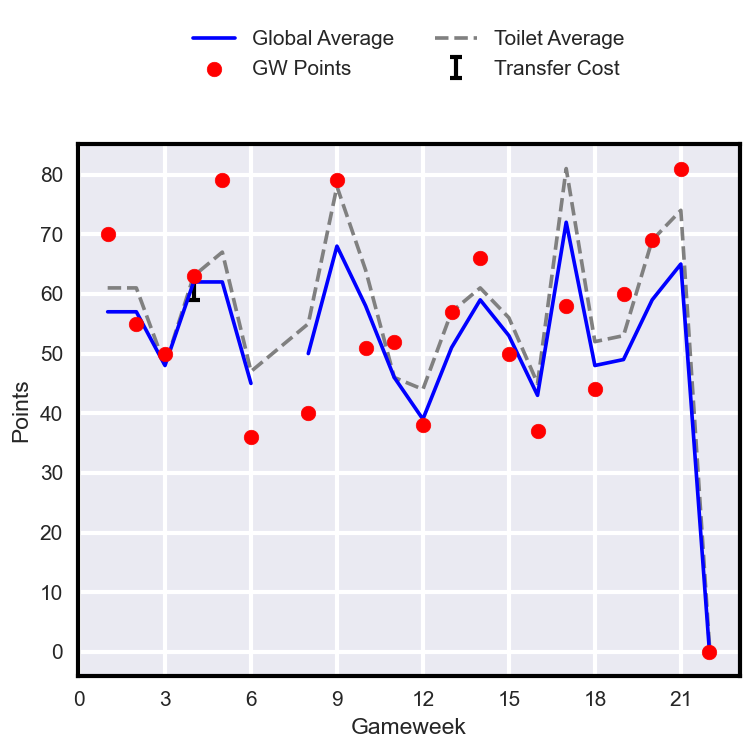 Global Average
Toilet Average
GW Points
Transfer Cost
80
70
60
50
40
30
20
10
0
Points
0 3 6 9 12 15 18 21
Gameweek